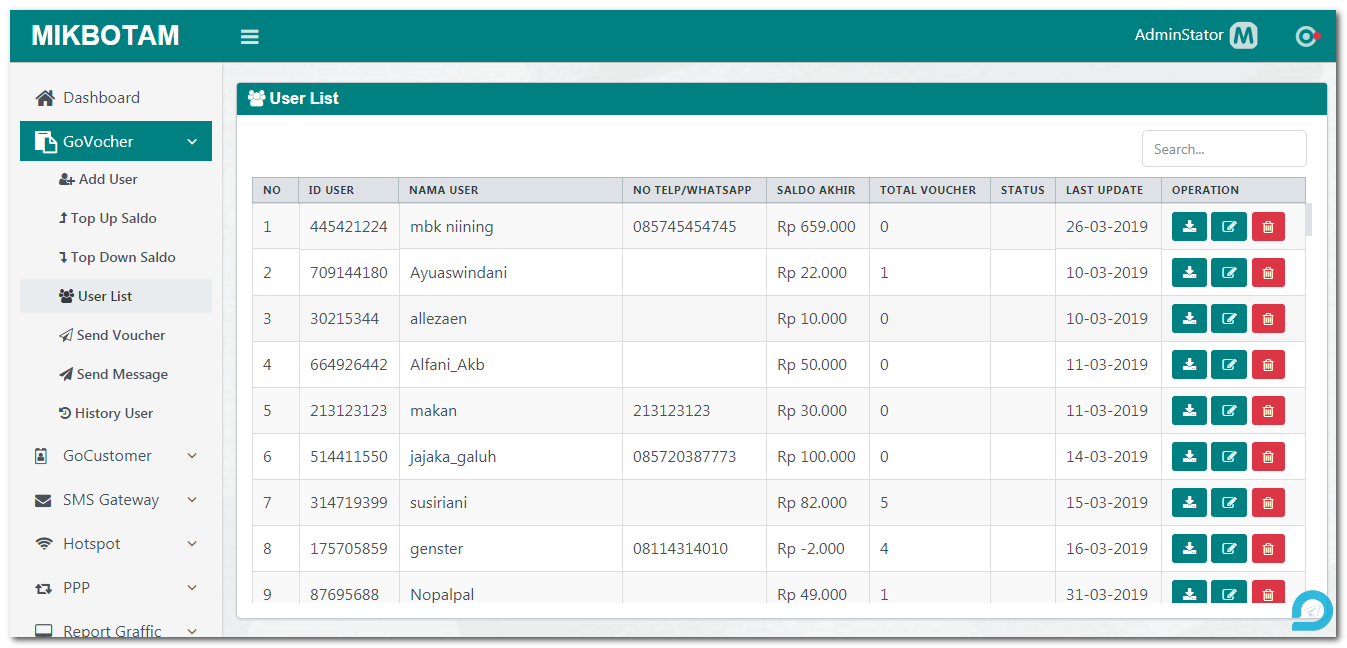 MIKBOTAM
AdminStator
Dashboard
GoVocher
Add User
Top Up Saldo
Top Down Saldo
User List
Send Voucher
Send Message
History User
GoCustomer
SMS Gateway
Hotspot
PPP
Report Graffic
User List
Search...
NO ID USER NAMA USER NO TELP/WHATSAPP SALDO AKHIR TOTAL VOUCHER STATUS LAST UPDATE OPERATION
1 445421224 mbk niining 085745454745 Rp 659.000 0 26-03-2019
2 709144180 Ayuaswindani Rp 22.000 1 10-03-2019
3 30215344 allezaen Rp 10.000 0 10-03-2019
4 664926442 Alfani_Akb Rp 50.000 0 11-03-2019
5 213123123 makan 213123123 Rp 30.000 0 11-03-2019
6 514411550 jajaka_galuh 085720387773 Rp 100.000 0 14-03-2019
7 314719399 susiriani Rp 82.000 5 15-03-2019
8 175705859 genster 08114314010 Rp -2.000 4 16-03-2019
9 87695688 Nopalpal Rp 49.000 1 31-03-2019